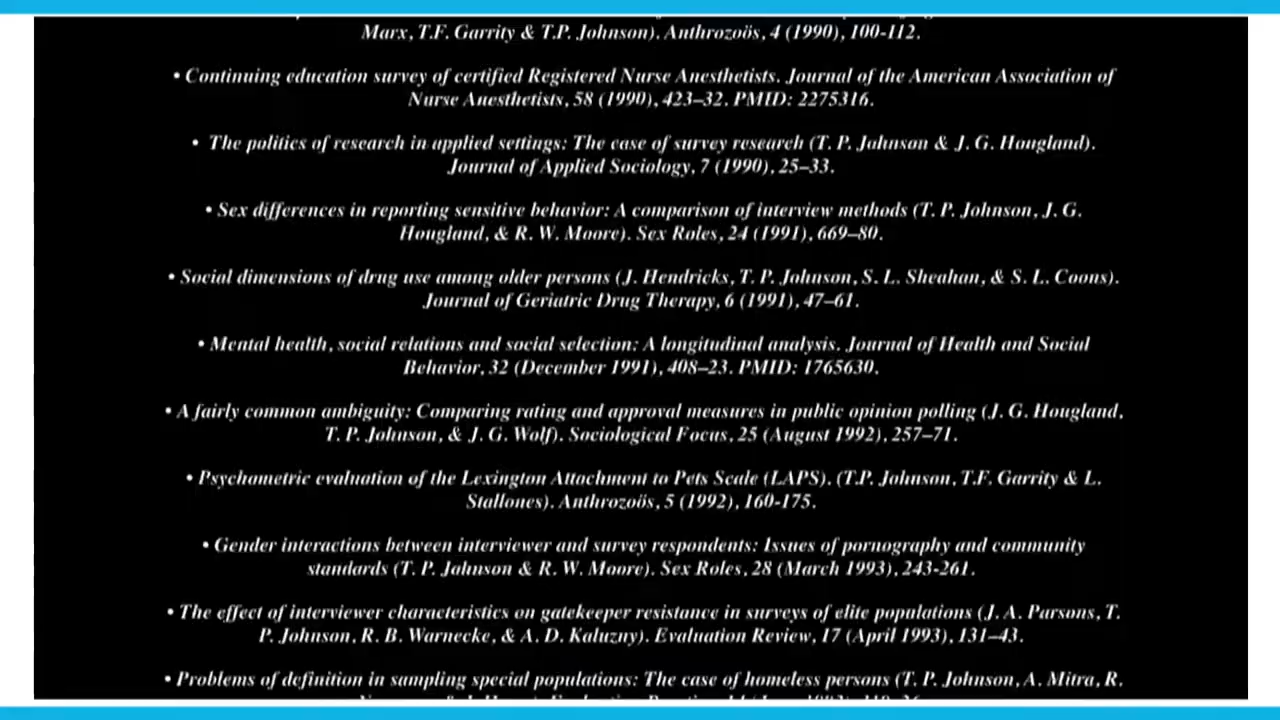 Marx, T.F. Garrity & T.P. Johnson). Anthrozoös, 4 (1990), 100-112.
• Continuing education survey of certified Registered Nurse Anesthetists. Journal of the American Association of
Nurse Anesthetists, 58 (1990), 423–32. PMID: 2275316.
• The politics of research in applied settings: The case of survey research (T. P. Johnson & J. G. Hougland).
Journal of Applied Sociology, 7 (1990), 25–33.
• Sex differences in reporting sensitive behavior: A comparison of interview methods (T. P. Johnson, J. G.
Hougland, & R. W. Moore). Sex Roles, 24 (1991), 669–80.
• Social dimensions of drug use among older persons (J. Hendricks, T. P. Johnson, S. L. Sheahan, & S. L. Coons).
Journal of Geriatric Drug Therapy, 6 (1991), 47–61.
• Mental health, social relations and social selection: A longitudinal analysis. Journal of Health and Social
Behavior, 32 (December 1991), 408–23. PMID: 1765630.
• A fairly common ambiguity: Comparing rating and approval measures in public opinion polling (J. G. Hougland,
T. P. Johnson, & J. G. Wolf). Sociological Focus, 25 (August 1992), 257–71.
• Psychometric evaluation of the Lexington Attachment to Pets Scale (LAPS). (T.P. Johnson, T.F. Garrity & L.
Stallones). Anthrozoös, 5 (1992), 160-175.
• Gender interactions between interviewer and survey respondents: Issues of pornography and community
standards (T. P. Johnson & R. W. Moore). Sex Roles, 28 (March 1993), 243-261.
• The effect of interviewer characteristics on gatekeeper resistance in surveys of elite populations (J. A. Parsons, T.
P. Johnson, R. B. Warnecke, & A. D. Kaluzny). Evaluation Review, 17 (April 1993), 131–43.
• Problems of definition in sampling special populations: The case of homeless persons (T. P. Johnson, A. Mitra, R.